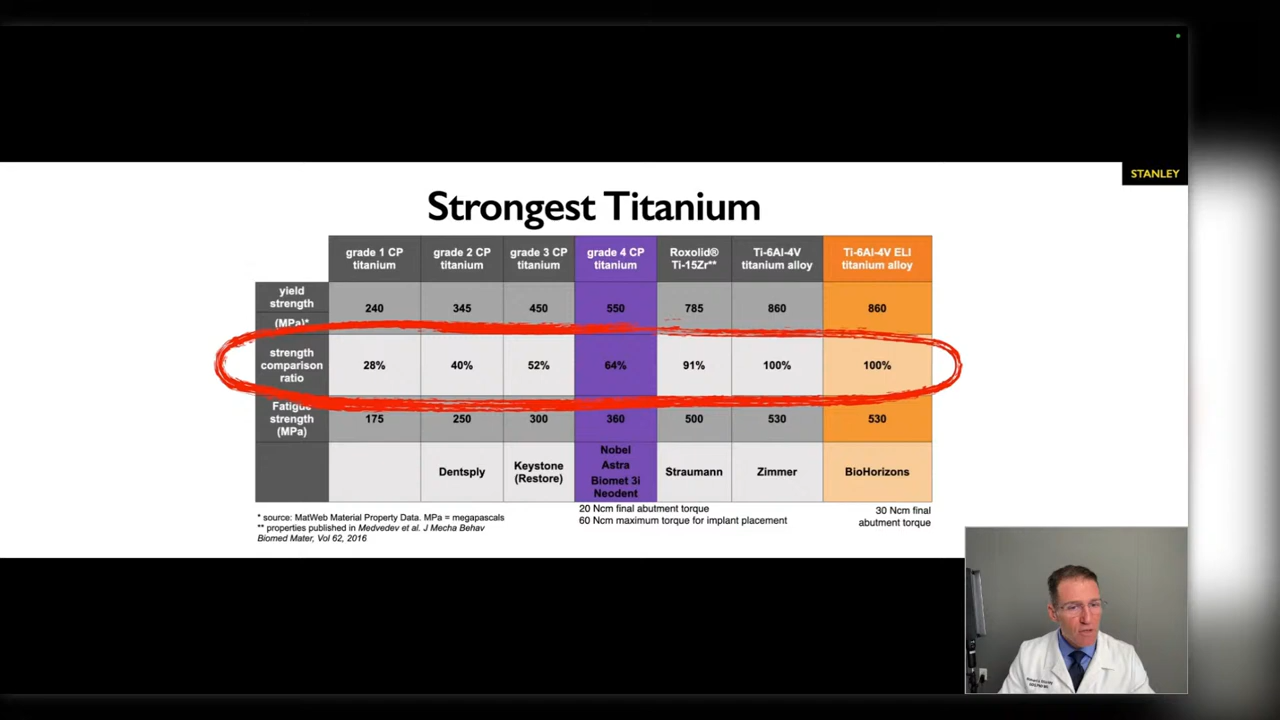 STANLEY
Strongest Titanium
grade 1 CP titanium
grade 2 CP titanium
grade 3 CP titanium
grade 4 CP titanium
Roxolid® Ti-15Zr**
Ti-6Al-4V titanium alloy
Ti-6Al-4V ELI titanium alloy
yield strength (MPa)*
240
345
450
550
785
860
860
strength comparison ratio
28%
40%
52%
64%
91%
100%
100%
Fatigue strength (MPa)
175
250
300
360
500
530
530
Dentsply
Keystone (Restore)
Nobel
Astra
Biomet 3i
Neodent
Straumann
Zimmer
BioHorizons
* source: MatWeb Material Property Data. MPa = megapascals
** properties published in Medvedev et al. J Mecha Behav
Biomed Mater, Vol 62, 2016
20 Ncm final abutment torque
60 Ncm maximum torque for implant placement
30 Ncm final
abutment torque